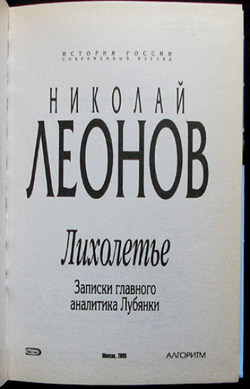 ИСТОРИЯ РОССИИ
СОВРЕМЕННЫЙ ВЗГЛЯД
НИКОЛАЙ
ЛЕОНОВ
Лихолетье
Записки главного
аналитика Лубянки
Москва, 2005
АЛГОРИТМ